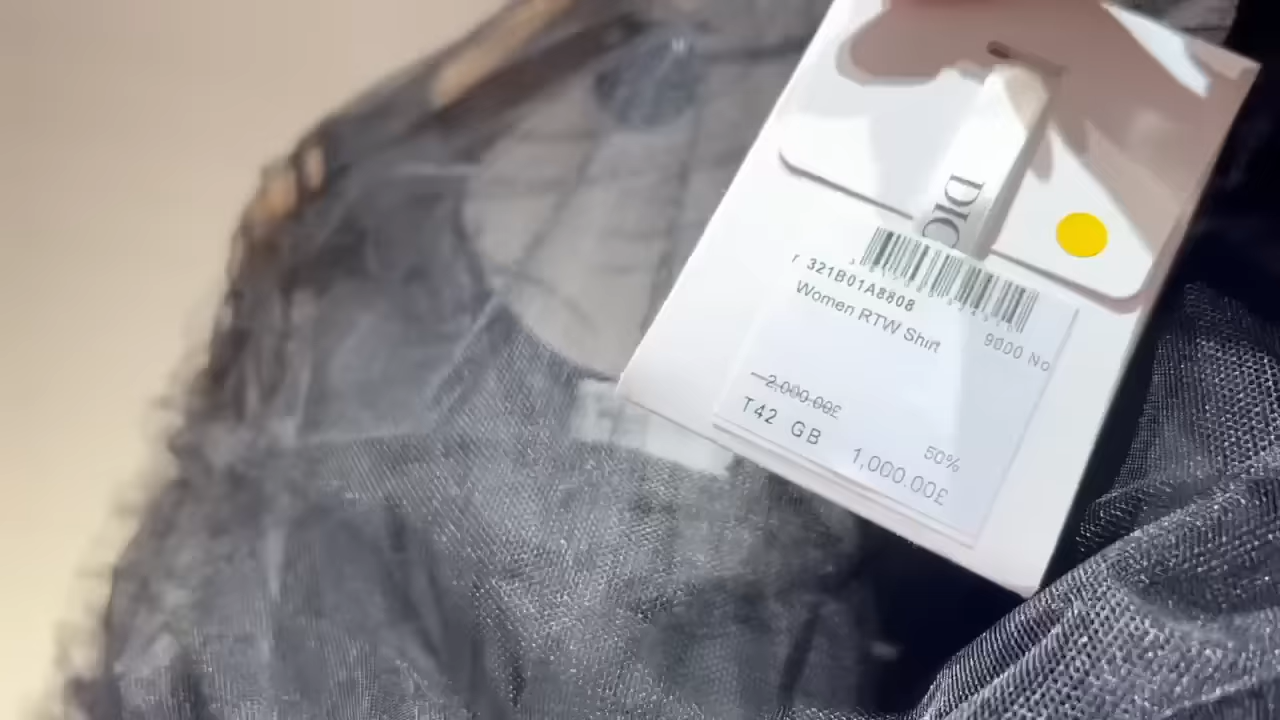 DIO
321B01A8808
Women RTW Shirt
9000 No
2,000.00£
T42 GB
50%
1,000.00£